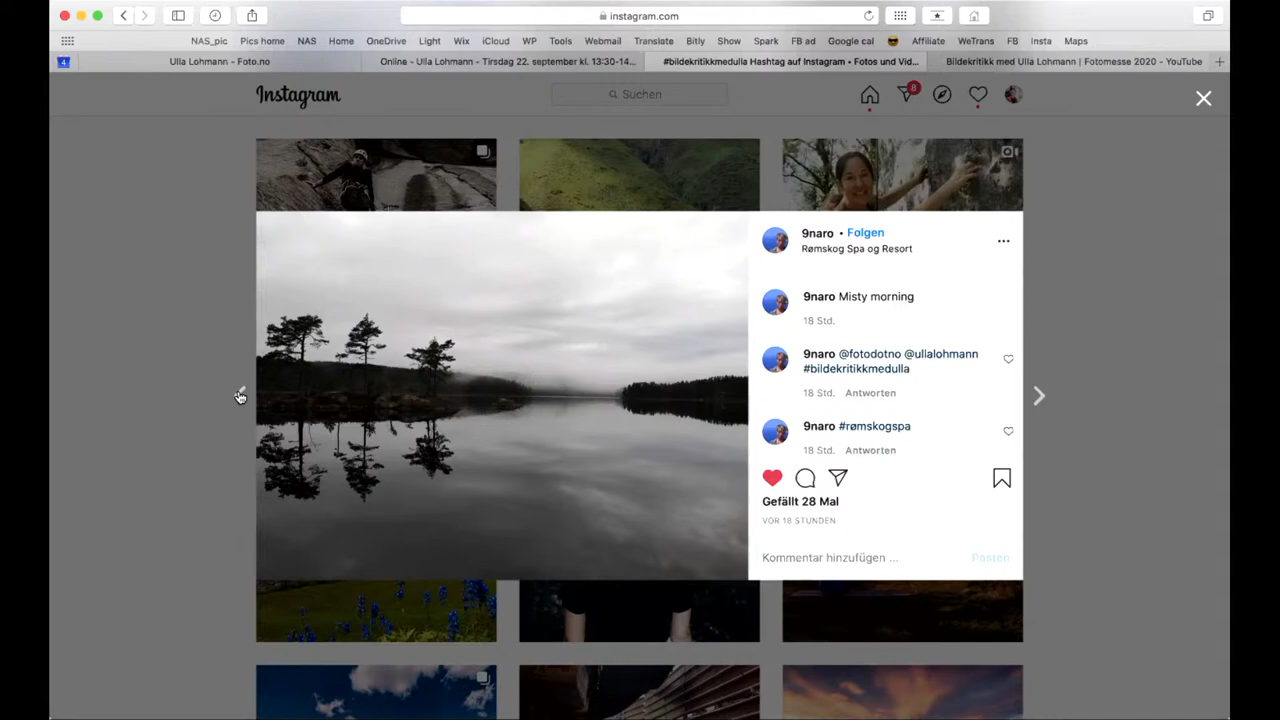 instagram.com
NAS_pic Pics home NAS Home OneDrive Light Wix iCloud WP Tools Webmail Translate Bitly Show Spark FB ad Google cal Affiliate WeTrans FB Insta Maps
4 Ulla Lohmann - Foto.no Online - Ulla Lohmann - Tirsdag 22. september kl. 13:30-14... #bildekritikkmedulla Hashtag auf Instagram • Fotos und Vid... Bildekritikk med Ulla Lohmann | Fotomesse 2020 - YouTube
Instagram Suchen 8
9naro • Folgen
Rømskog Spa og Resort
9naro Misty morning
18 Std.
9naro @fotodotno @ullalohmann
#bildekritikkmedulla
18 Std. Antworten
9naro #rømskogspa
18 Std. Antworten
Gefällt 28 Mal
VOR 18 STUNDEN
Kommentar hinzufügen ... Posten